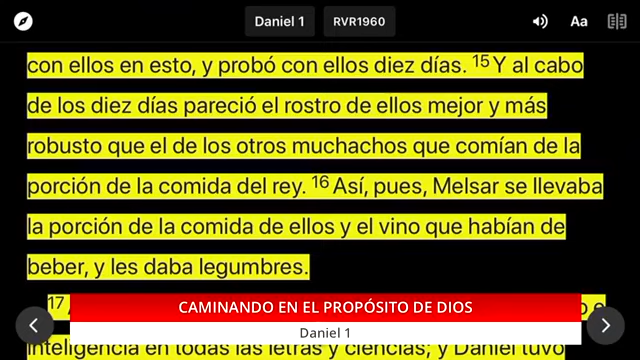 Daniel 1
RVR1960
Aa
con ellos en esto, y probó con ellos diez días. 15 Y al cabo
de los diez días pareció el rostro de ellos mejor y más
robusto que el de los otros muchachos que comían de la
porción de la comida del rey. 16 Así, pues, Melsar se llevaba
la porción de la comida de ellos y el vino que habían de
beber, y les daba legumbres.
17
CAMINANDO EN EL PROPÓSITO DE DIOS
Daniel 1
inteligencia en todas las letras y ciencias; y Daniel tuvo